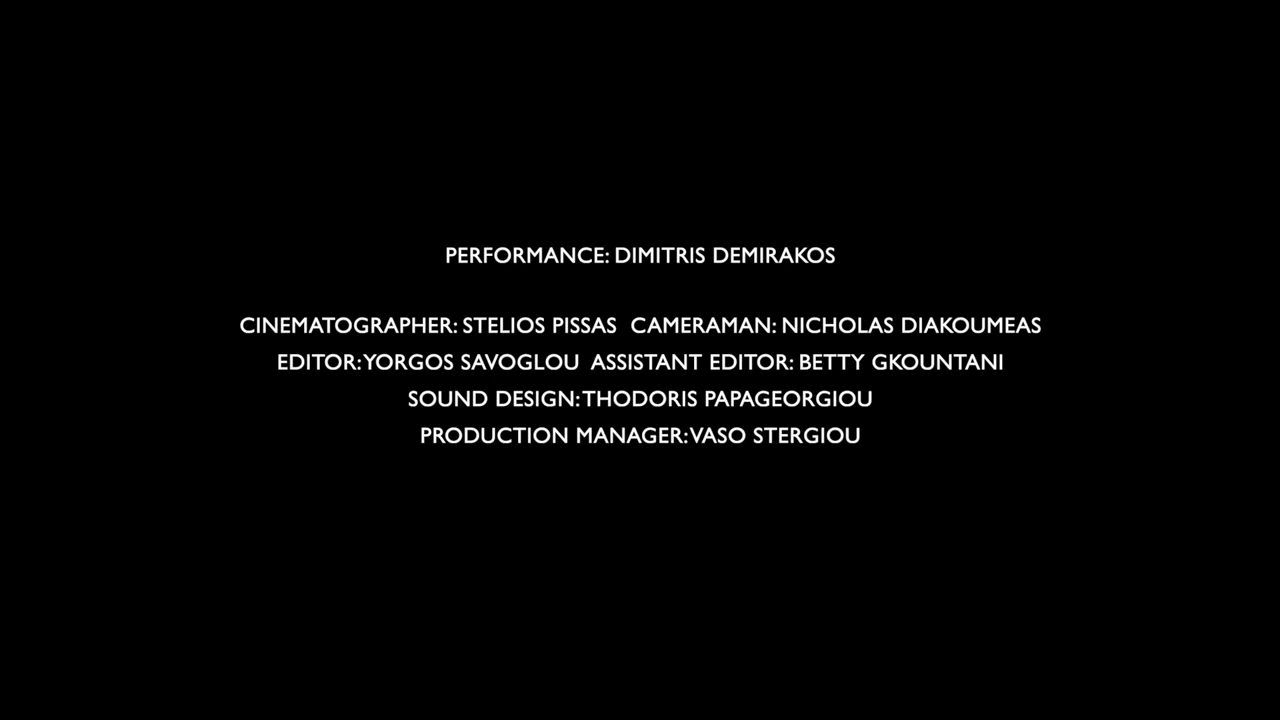 PERFORMANCE: DIMITRIS DEMIRAKOS
CINEMATOGRAPHER: STELIOS PISSAS  CAMERAMAN: NICHOLAS DIAKOUMEAS
EDITOR: YORGOS SAVOGLOU  ASSISTANT EDITOR: BETTY GKOUNTANI
SOUND DESIGN: THODORIS PAPAGEORGIOU
PRODUCTION MANAGER: VASO STERGIOU